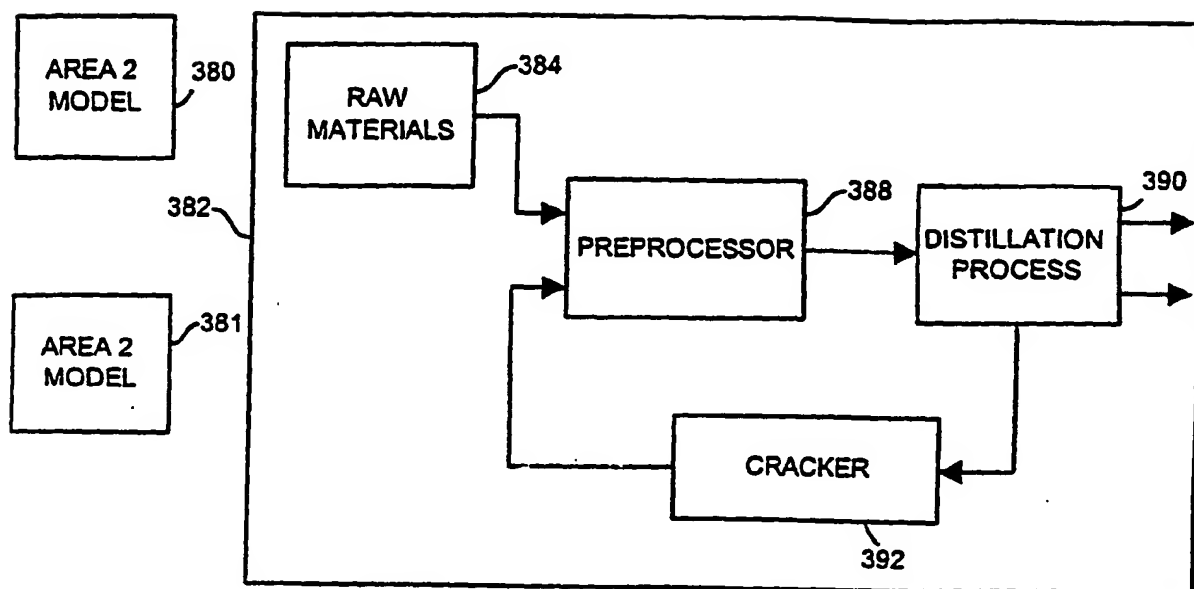 AREA 2
MODEL
380
382
AREA 2
MODEL
381
RAW
MATERIALS
384
PREPROCESSOR
388
DISTILLATION
PROCESS
390
CRACKER
392